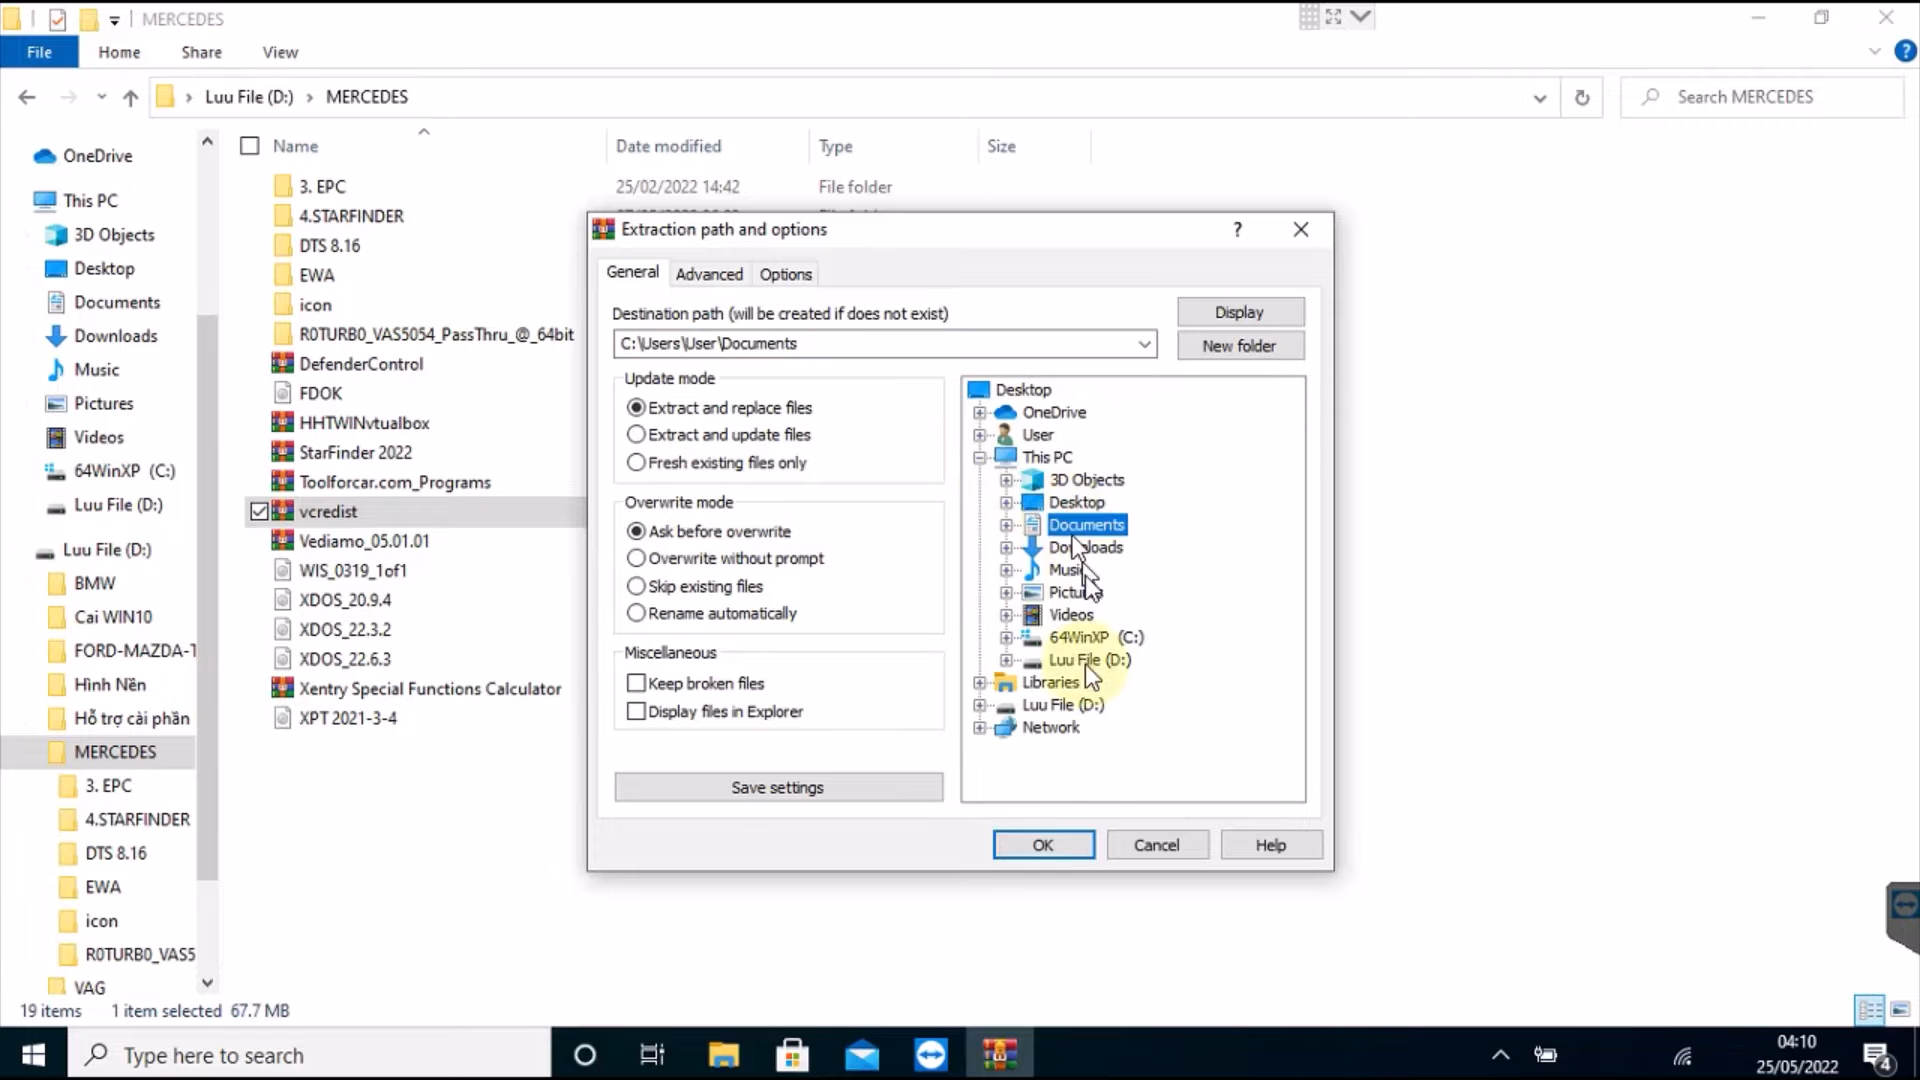 MERCEDES
File Home Share View
Luu File (D:) > MERCEDES
Search MERCEDES
OneDrive
This PC
3D Objects
Desktop
Documents
Downloads
Music
Pictures
Videos
64WinXP (C:)
Luu File (D:)
Luu File (D:)
BMW
Cai WIN10
FORD-MAZDA-T
Hình Nền
Hỗ trợ cài phần
MERCEDES
3. EPC
4.STARFINDER
DTS 8.16
EWA
icon
R0TURB0_VAS5
VAG
Name Date modified Type Size
3. EPC 25/02/2022 14:42 File folder
4.STARFINDER
DTS 8.16
EWA
icon
R0TURB0_VAS5054_PassThru_@_64bit
DefenderControl
FDOK
HHTWINvtualbox
StarFinder 2022
Toolforcar.com_Programs
vcredist
Vediamo_05.01.01
WIS_0319_1of1
XDOS_20.9.4
XDOS_22.3.2
XDOS_22.6.3
Xentry Special Functions Calculator
XPT 2021-3-4
Extraction path and options
?
General Advanced Options
Destination path (will be created if does not exist)
C:\Users\User\Documents
Display
New folder
Update mode
Extract and replace files
Extract and update files
Fresh existing files only
Overwrite mode
Ask before overwrite
Overwrite without prompt
Skip existing files
Rename automatically
Miscellaneous
Keep broken files
Display files in Explorer
Save settings
Desktop
OneDrive
User
This PC
3D Objects
Desktop
Documents
Downloads
Music
Pictures
Videos
64WinXP (C:)
Luu File (D:)
Libraries
Luu File (D:)
Network
OK Cancel Help
19 items 1 item selected 67.7 MB
Type here to search
04:10
25/05/2022
4